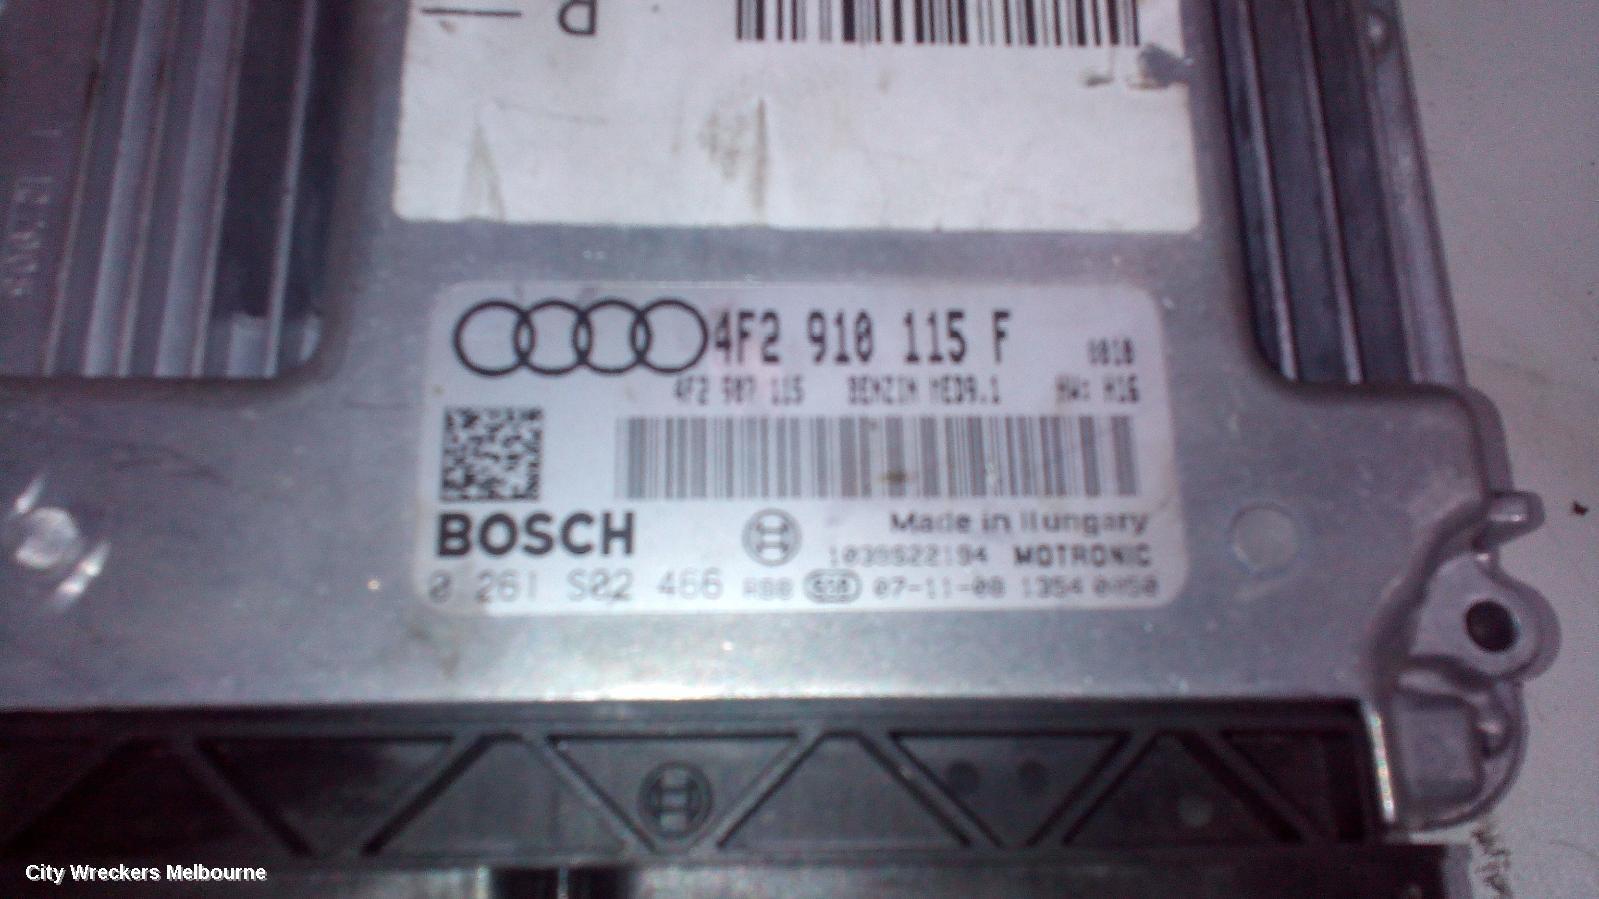 4F2 910 115 F
4F2 907 115 BENZIN MED9.1 HW: H16
BOSCH
Made in Hungary
1039S22194 MOTRONIC
0 261 S02 466 07-11-08 1354
City Wreckers Melbourne